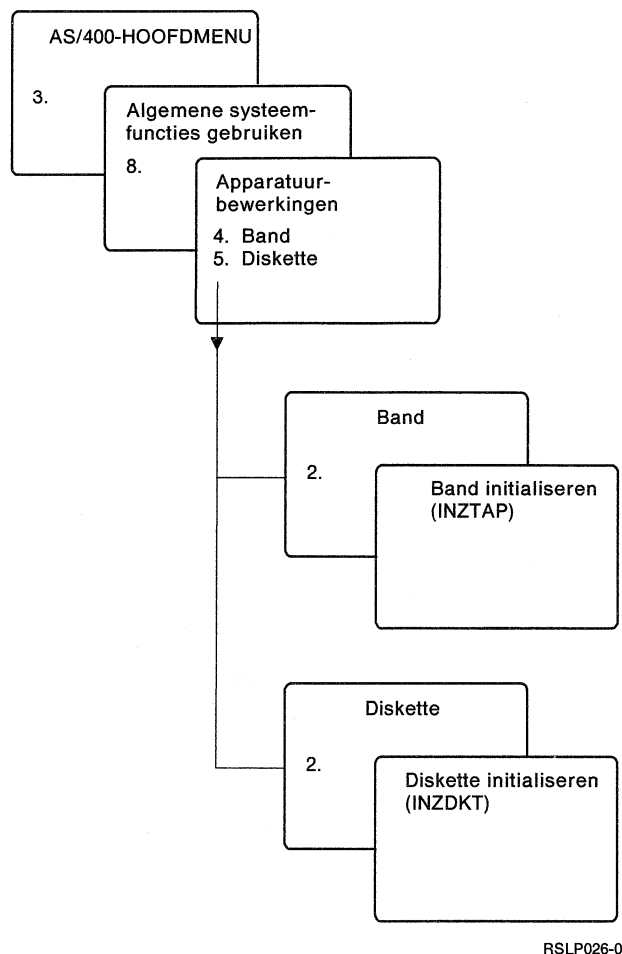 AS/400-HOOFDMENU
3.
Algemene systeem-
functies gebruiken
8.
Apparatuur-
bewerkingen
4. Band
5. Diskette
Band
2.
Band initialiseren
(INZTAP)
Diskette
2.
Diskette initialiseren
(INZDKT)
RSLP026-0